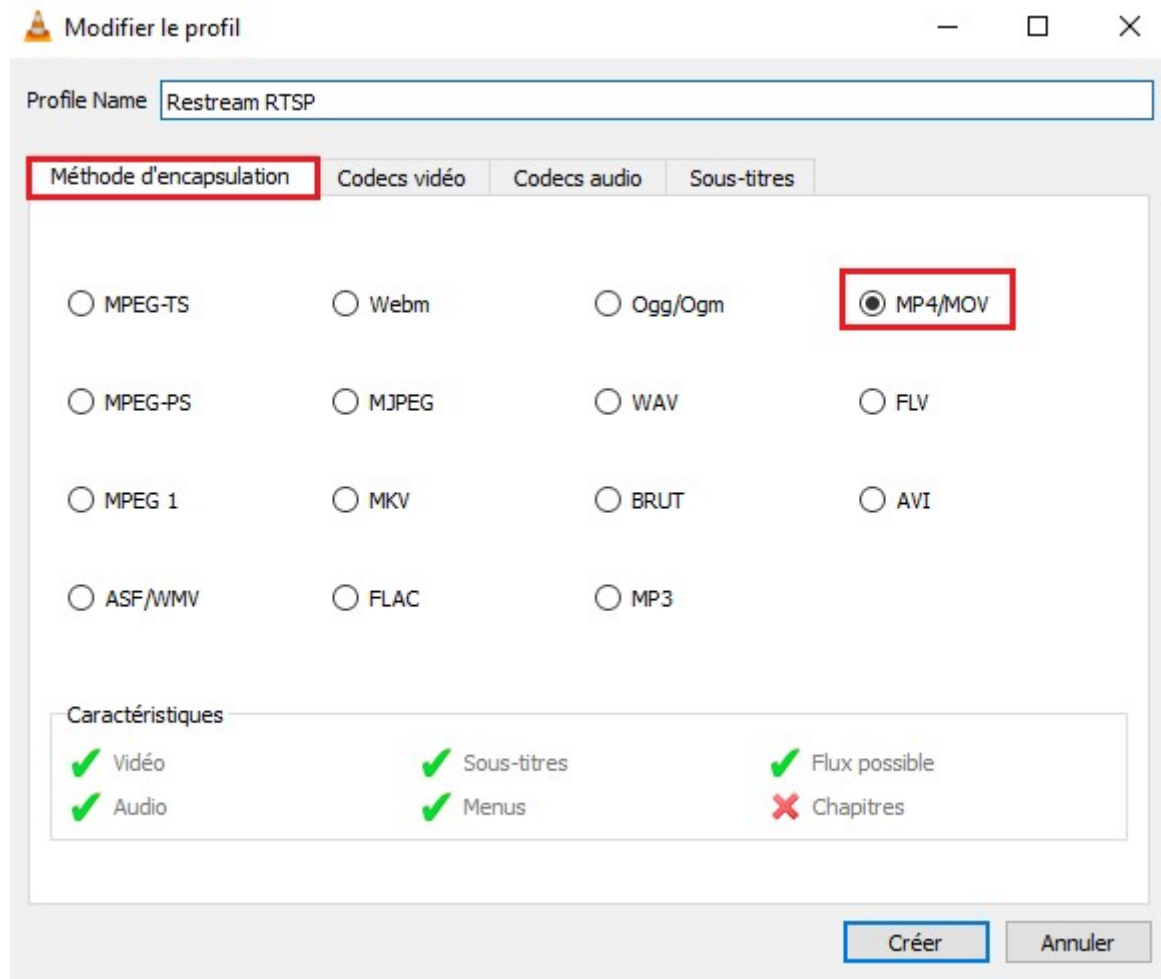 Modifier le profil
Profile Name Restream RTSP
Méthode d'encapsulation Codecs vidéo Codecs audio Sous-titres
MPEG-TS Webm Ogg/Ogm MP4/MOV
MPEG-PS MJPEG WAV FLV
MPEG 1 MKV BRUT AVI
ASF/WMV FLAC MP3
Caractéristiques
Vidéo Sous-titres Flux possible
Audio Menus Chapitres
Créer Annuler